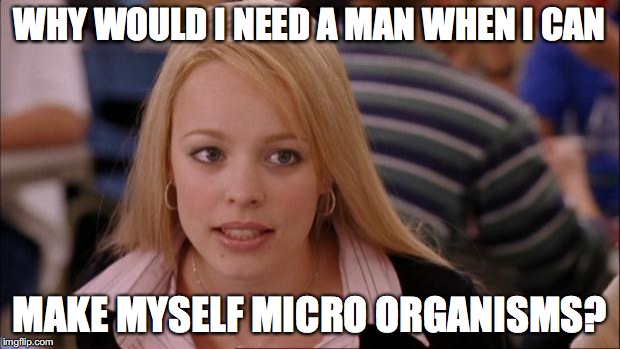 WHY WOULD I NEED A MAN WHEN I CAN
MAKE MYSELF MICRO ORGANISMS?
imgflip.com